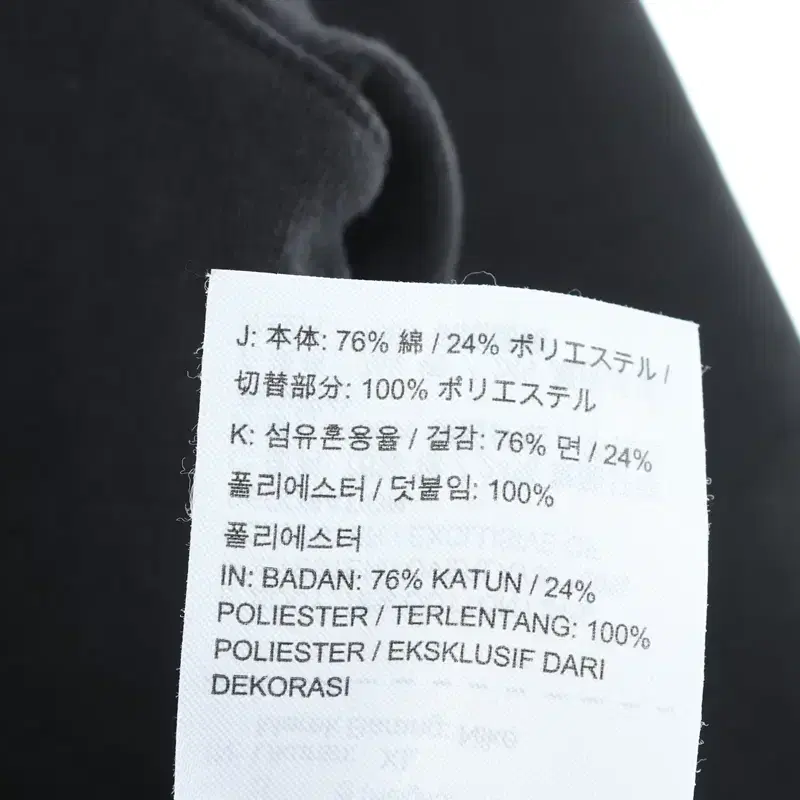 J: 本体: 76% 綿 / 24% ポリエステル /
切替部分: 100% ポリエステル
K: 섬유혼용율 / 겉감: 76% 면 / 24%
폴리에스터 / 덧붙임: 100%
폴리에스터
IN: BADAN: 76% KATUN / 24%
POLIESTER / TERLENTANG: 100%
POLIESTER / EKSKLUSIF DARI
DEKORASI